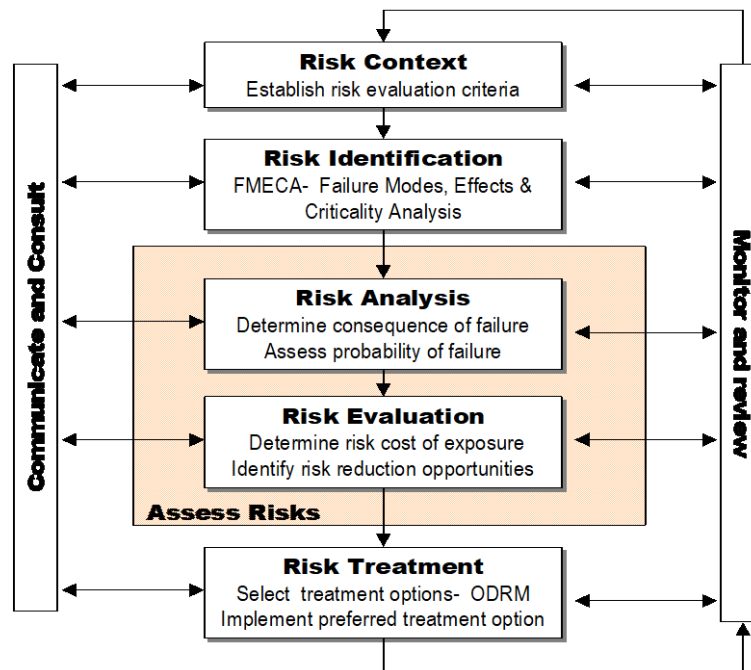 Risk Context
Establish risk evaluation criteria
Risk Identification
FMECA- Failure Modes, Effects &
Criticality Analysis
Risk Analysis
Determine consequence of failure
Assess probability of failure
Risk Evaluation
Determine risk cost of exposure
Identify risk reduction opportunities
Assess Risks
Risk Treatment
Select treatment options- ODRM
Implement preferred treatment option
Communicate and Consult
Monitor and review